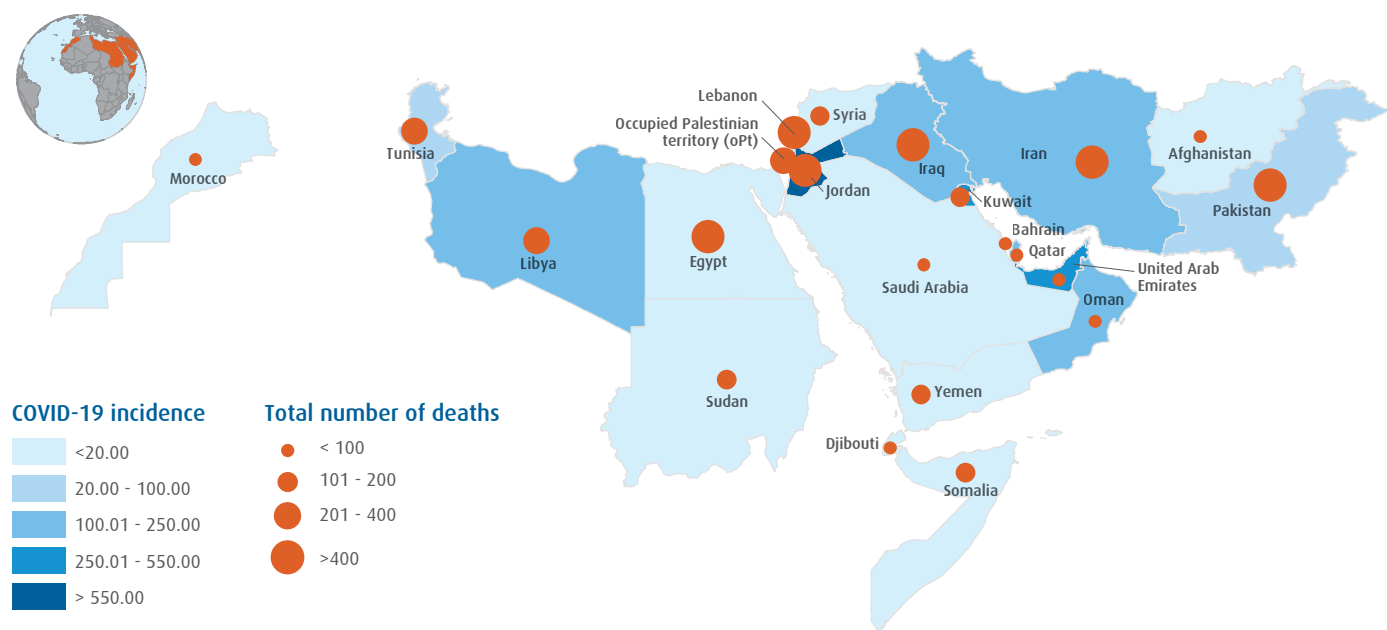 Lebanon
Syria
Occupied Palestinian
territory (oPt)
Tunisia
Iran
Afghanistan
Iraq
Morocco
Jordan
Kuwait
Pakistan
Bahrain
Qatar
Libya
Egypt
United Arab
Emirates
Saudi Arabia
Oman
Yemen
Sudan
Djibouti
Somalia
COVID-19 incidence
<20.00
20.00 - 100.00
100.01 - 250.00
250.01 - 550.00
> 550.00
Total number of deaths
< 100
101 - 200
201 - 400
>400